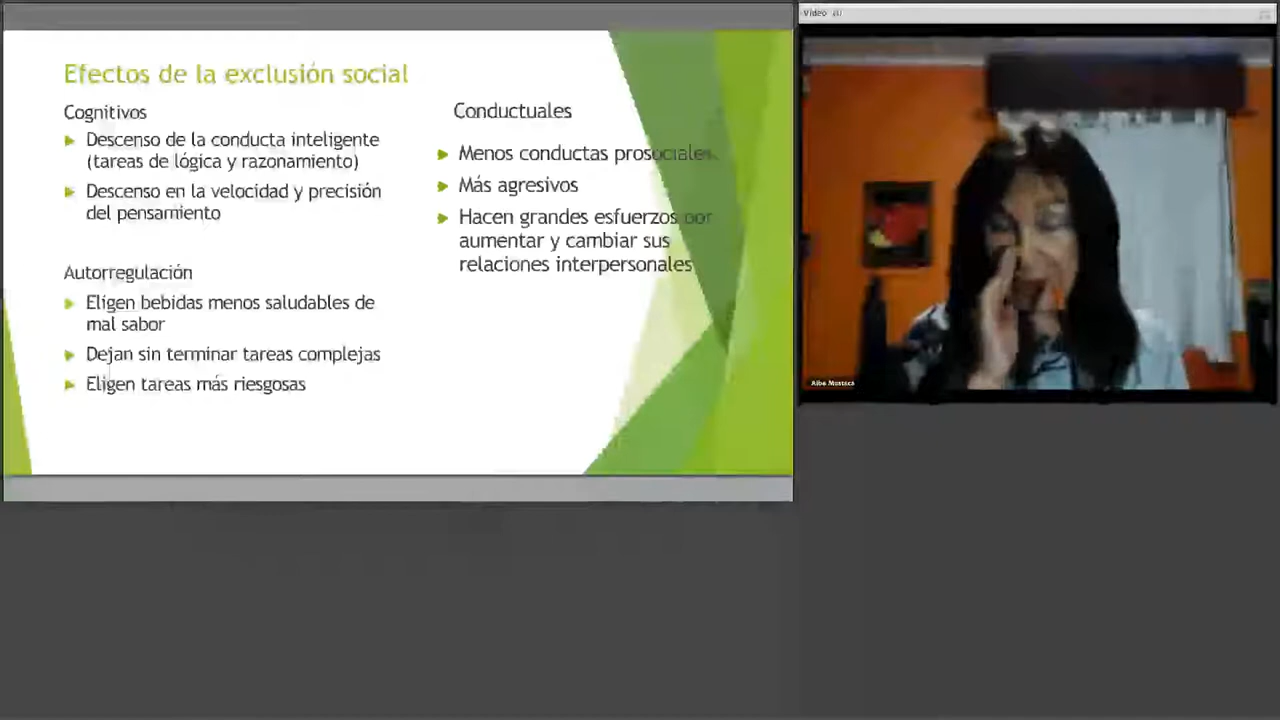 Efectos de la exclusión social
Cognitivos
Descenso de la conducta inteligente
(tareas de lógica y razonamiento)
Descenso en la velocidad y precisión
del pensamiento
Autorregulación
Eligen bebidas menos saludables de
mal sabor
Dejan sin terminar tareas complejas
Eligen tareas más riesgosas
Conductuales
Menos conductas prosociales.
Más agresivos
Hacen grandes esfuerzos por
aumentar y cambiar sus
relaciones interpersonales
Video
Alba Mustaca